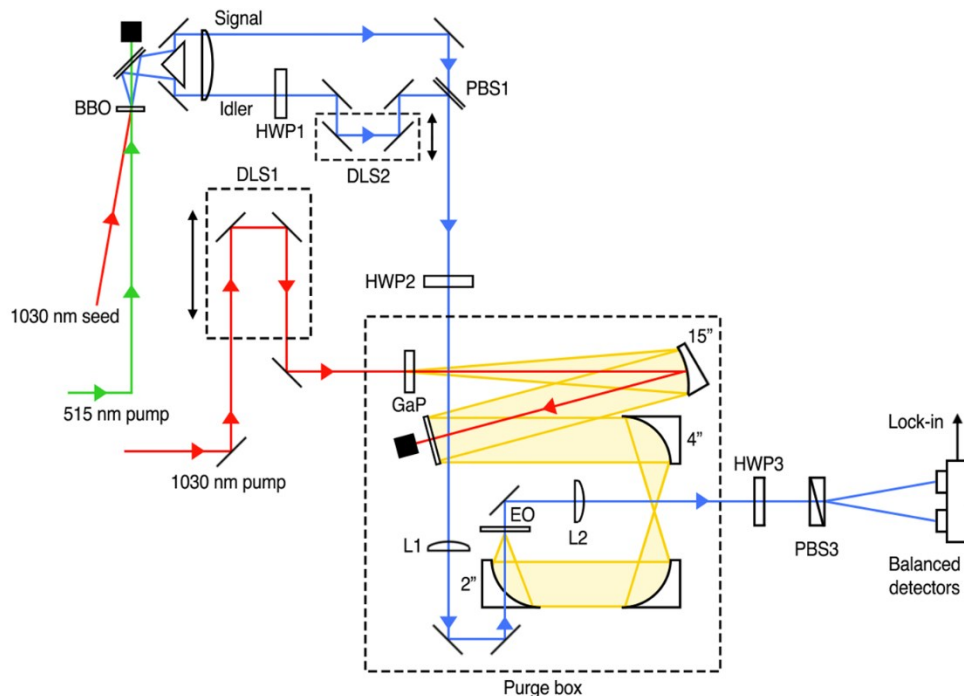 Signal
BBO
Idler
HWP1
PBS1
DLS2
DLS1
HWP2
1030 nm seed
515 nm pump
1030 nm pump
GaP
15”
4”
Lock-in
HWP3
EO
L2
L1
PBS3
2”
Balanced
detectors
Purge box